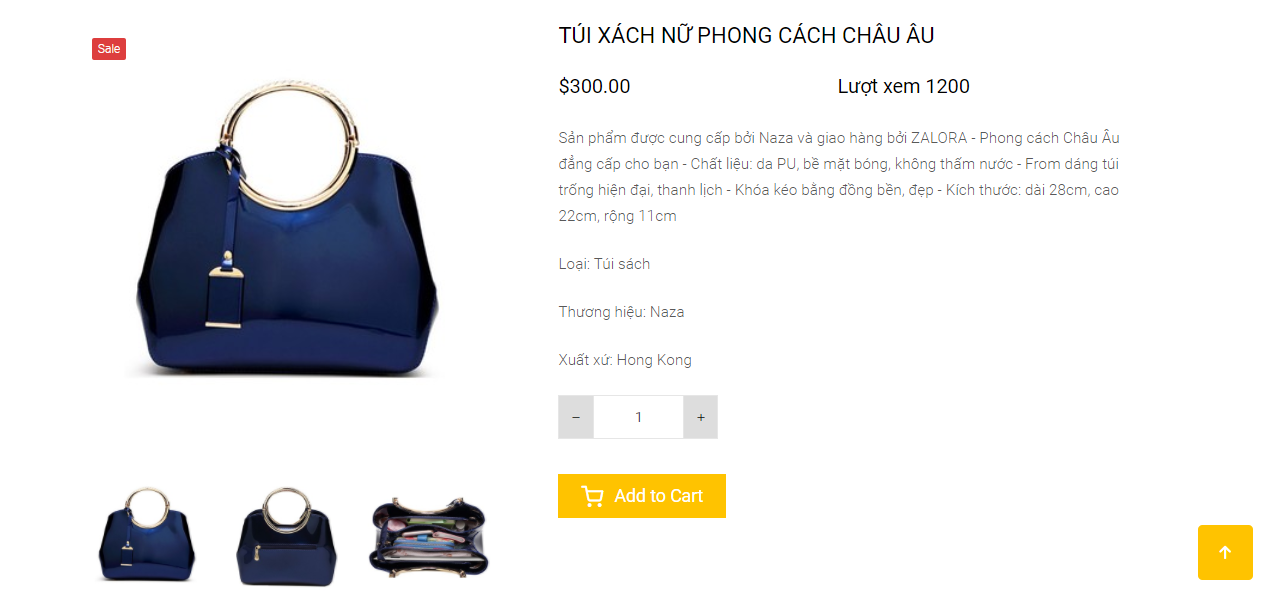 Sale
TÚI XÁCH NỮ PHONG CÁCH CHÂU ÂU
$300.00
Lượt xem 1200
Sản phẩm được cung cấp bởi Naza và giao hàng bởi ZALORA - Phong cách Châu Âu
đẳng cấp cho bạn - Chất liệu: da PU, bề mặt bóng, không thấm nước - From dáng túi
trống hiện đại, thanh lịch - Khóa kéo bằng đồng bền, đẹp - Kích thước: dài 28cm, cao
22cm, rộng 11cm
Loại: Túi sách
Thương hiệu: Naza
Xuất xứ: Hong Kong
− 1 +
Add to Cart